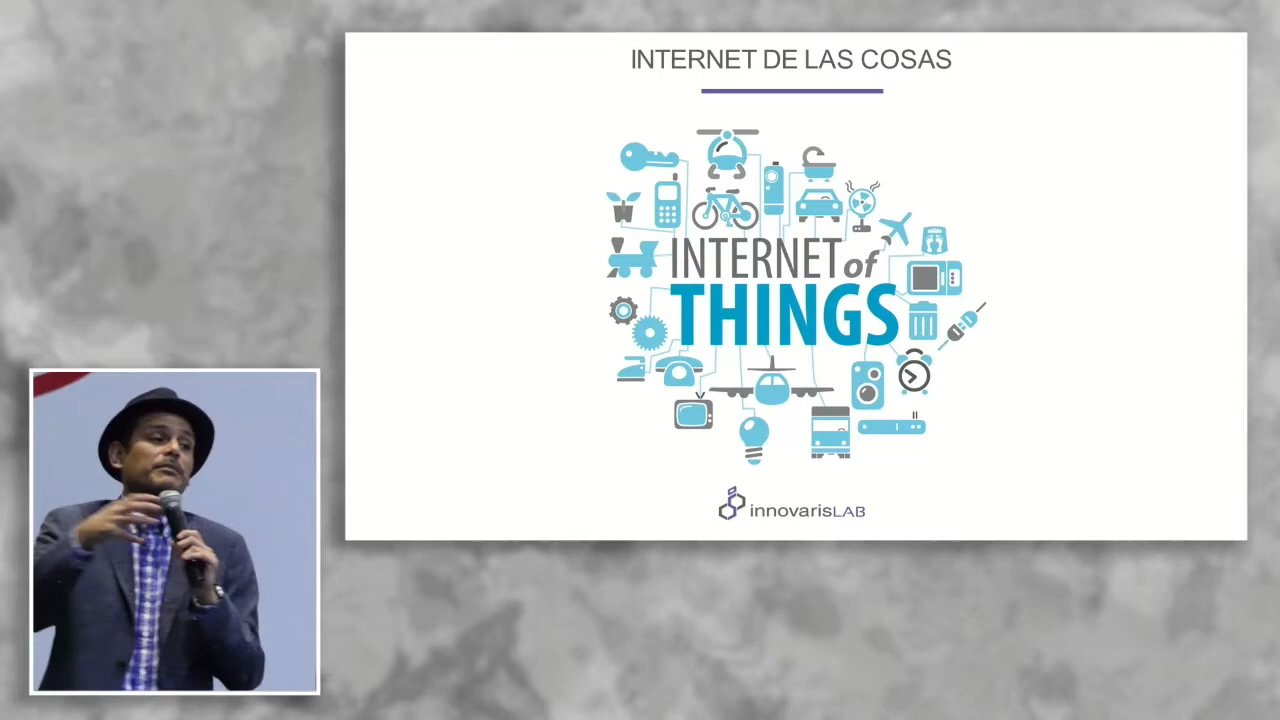 INTERNET DE LAS COSAS
INTERNET of
THINGS
innovarisLAB